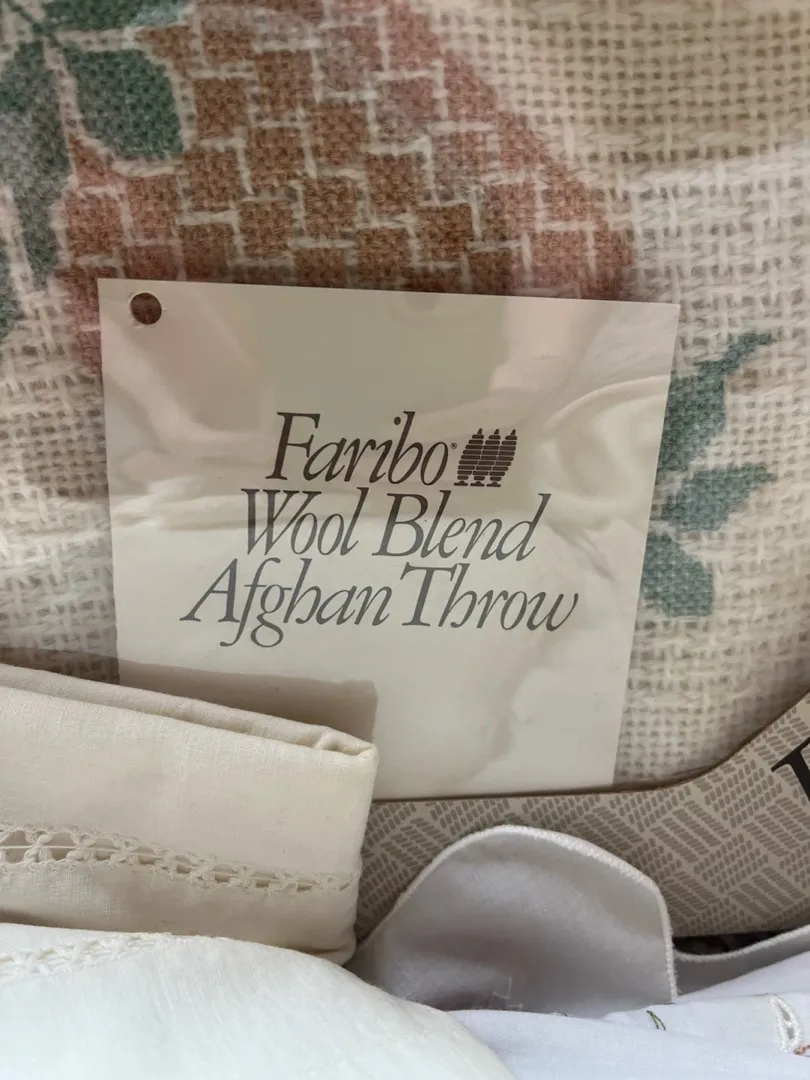 Faribo®
Wool Blend
Afghan Throw